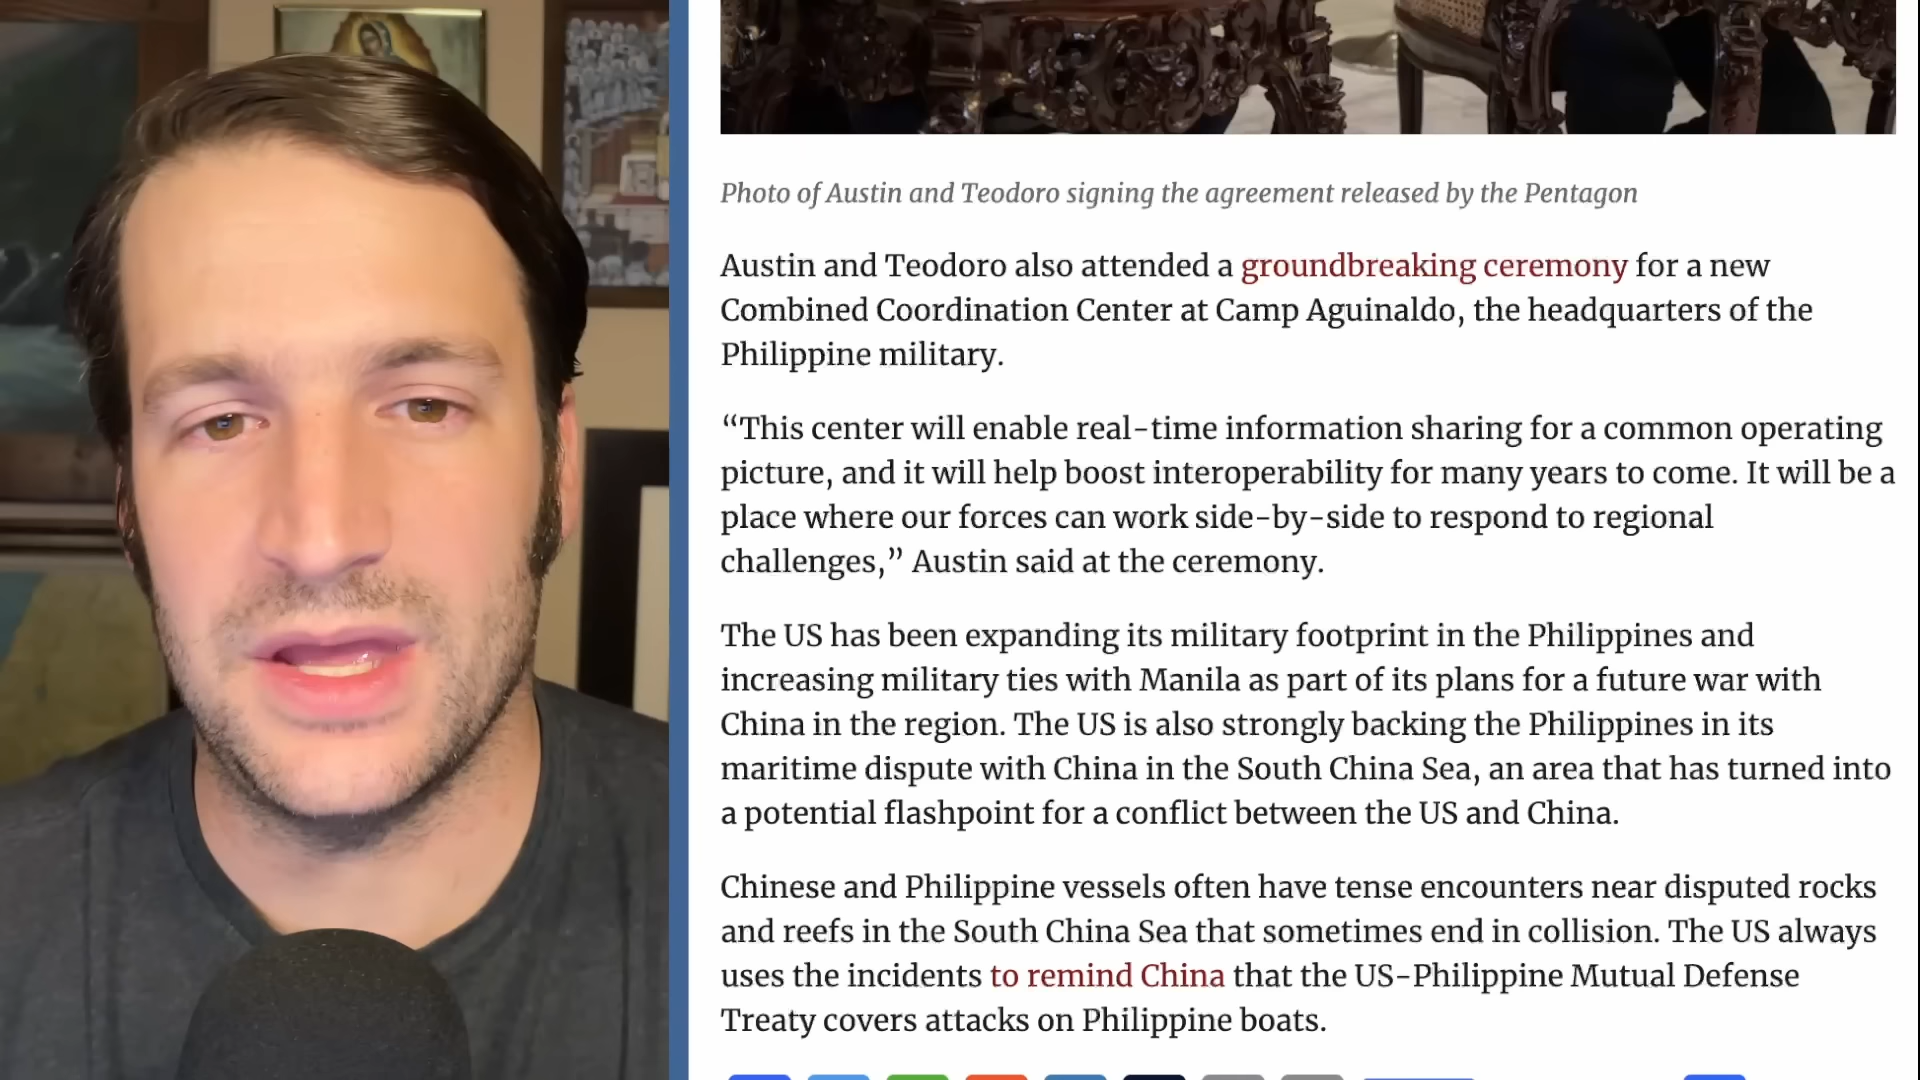 Photo of Austin and Teodoro signing the agreement released by the Pentagon
Austin and Teodoro also attended a groundbreaking ceremony for a new
Combined Coordination Center at Camp Aguinaldo, the headquarters of the
Philippine military.
“This center will enable real-time information sharing for a common operating
picture, and it will help boost interoperability for many years to come. It will be a
place where our forces can work side-by-side to respond to regional
challenges,” Austin said at the ceremony.
The US has been expanding its military footprint in the Philippines and
increasing military ties with Manila as part of its plans for a future war with
China in the region. The US is also strongly backing the Philippines in its
maritime dispute with China in the South China Sea, an area that has turned into
a potential flashpoint for a conflict between the US and China.
Chinese and Philippine vessels often have tense encounters near disputed rocks
and reefs in the South China Sea that sometimes end in collision. The US always
uses the incidents to remind China that the US-Philippine Mutual Defense
Treaty covers attacks on Philippine boats.